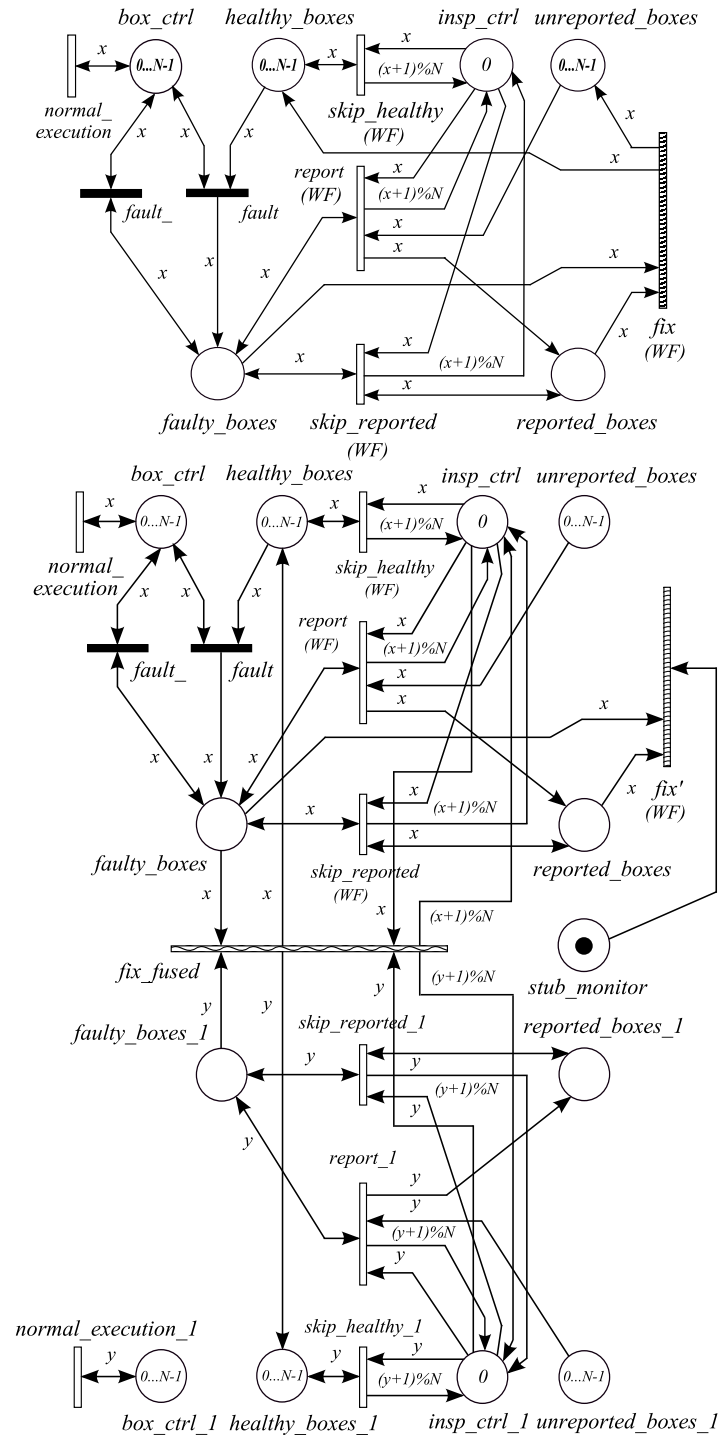 box_ctrl healthy_boxes insp_ctrl unreported_boxes
x 0...N-1 0...N-1 x x (x+1)%N 0 0...N-1
normal_
execution
skip_healthy
(WF)
x x x x x
report
(WF)
x
(x+1)%N
x
x
fault_ fault
x x x x
x
fix
(WF)
x x (x+1)%N x
faulty_boxes skip_reported reported_boxes
(WF)
box_ctrl healthy_boxes insp_ctrl unreported_boxes
x 0...N-1 0...N-1 x x (x+1)%N 0 0...N-1
normal_
execution
skip_healthy
(WF)
x x x
report
(WF)
x
(x+1)%N
x
x
fault_ fault
x
x x x
x
fix'
(WF)
x x (x+1)%N x
faulty_boxes skip_reported reported_boxes
(WF)
x x x (x+1)%N
fix_fused y (y+1)%N stub_monitor
y y
faulty_boxes_1 skip_reported_1 reported_boxes_1
y y (y+1)%N y
y
report_1
y
y
(y+1)%N
y
normal_execution_1 skip_healthy_1
y 0...N-1 0...N-1 y y (y+1)%N 0 0...N-1
box_ctrl_1 healthy_boxes_1 insp_ctrl_1 unreported_boxes_1